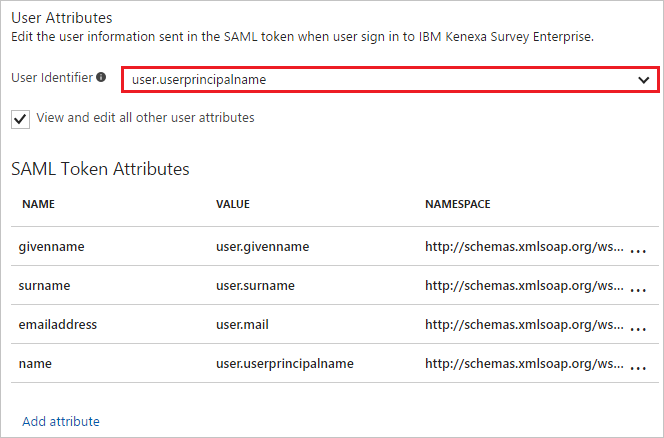 User Attributes
Edit the user information sent in the SAML token when user sign in to IBM Kenexa Survey Enterprise.
User Identifier
user.userprincipalname
View and edit all other user attributes
SAML Token Attributes
NAME VALUE NAMESPACE
givenname user.givenname http://schemas.xmlsoap.org/ws... ...
surname user.surname http://schemas.xmlsoap.org/ws... ...
emailaddress user.mail http://schemas.xmlsoap.org/ws... ...
name user.userprincipalname http://schemas.xmlsoap.org/ws... ...
Add attribute